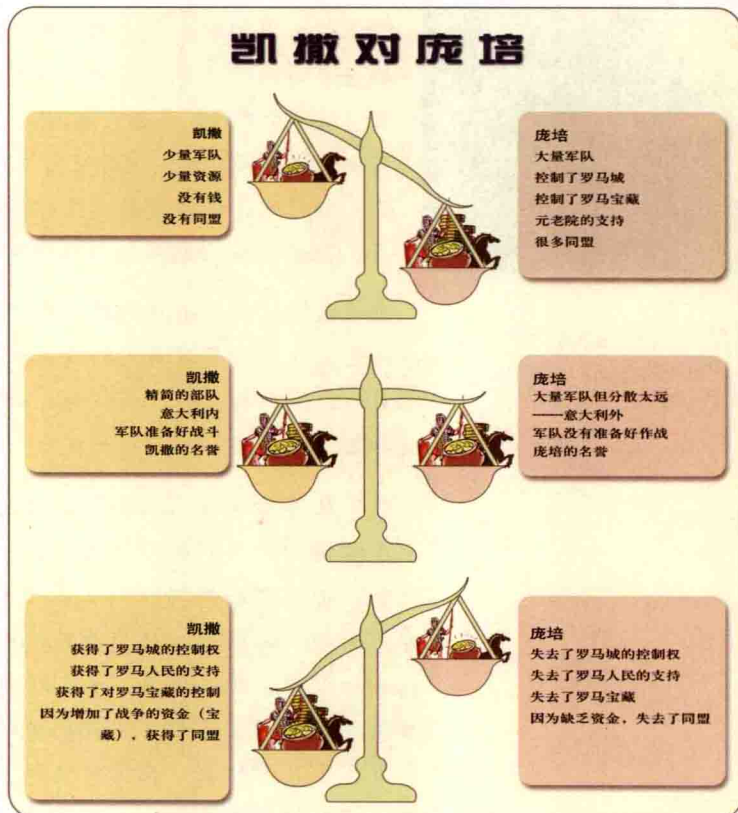 凯撒对庞培
凯撒
少量军队
少量资源
没有钱
没有同盟
庞培
大量军队
控制了罗马城
控制了罗马宝藏
元老院的支持
很多同盟
凯撒
精简的部队
意大利内
军队准备好战斗
凯撒的名誉
庞培
大量军队但分散太远
——意大利外
军队没有准备好作战
庞培的名誉
凯撒
获得了罗马城的控制权
获得了罗马人民的支持
获得了对罗马宝藏的控制
因为增加了战争的资金（宝
藏），获得了同盟
庞培
失去了罗马城的控制权
失去了罗马人民的支持
失去了罗马宝藏
因为缺乏资金，失去了同盟